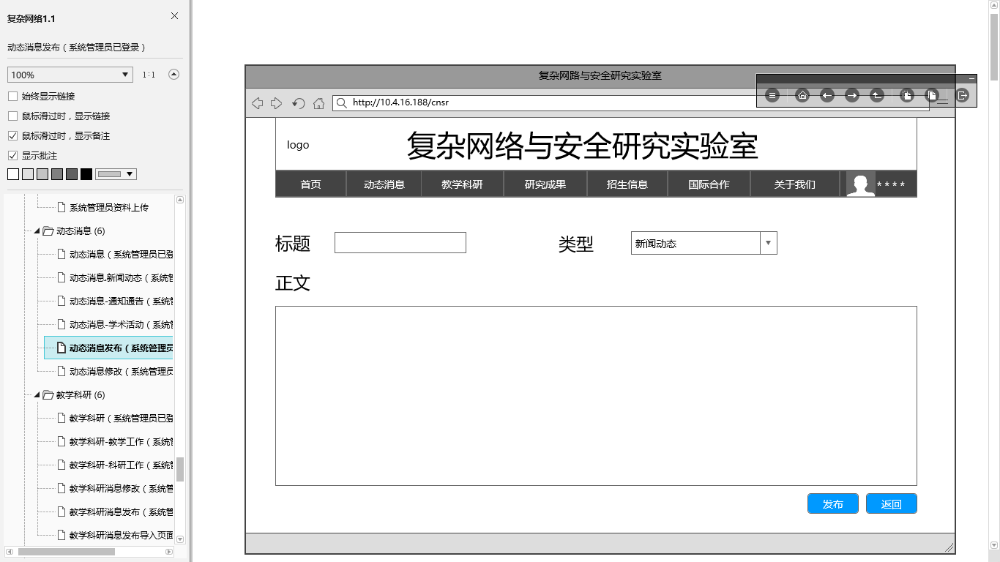 复杂网络1.1
动态消息发布（系统管理员已登录）
100%
1:1
始终显示链接
鼠标滑过时，显示链接
鼠标滑过时，显示备注
显示批注
系统管理员资料上传
动态消息 (6)
动态消息（系统管理员已登
动态消息.新闻动态（系统管
动态消息-通知通告（系统管
动态消息-学术活动（系统管
动态消息发布（系统管理员
动态消息修改（系统管理员
教学科研 (6)
教学科研（系统管理员已登
教学科研-教学工作（系统管
教学科研-科研工作（系统管
教学科研消息修改（系统管
教学科研消息发布（系统管
教学科研消息发布导入页面
复杂网路与安全研究实验室
http://10.4.16.188/cnsr
logo
复杂网络与安全研究实验室
首页 动态消息 教学科研 研究成果 招生信息 国际合作 关于我们 ****
标题 类型 新闻动态
正文
发布 返回